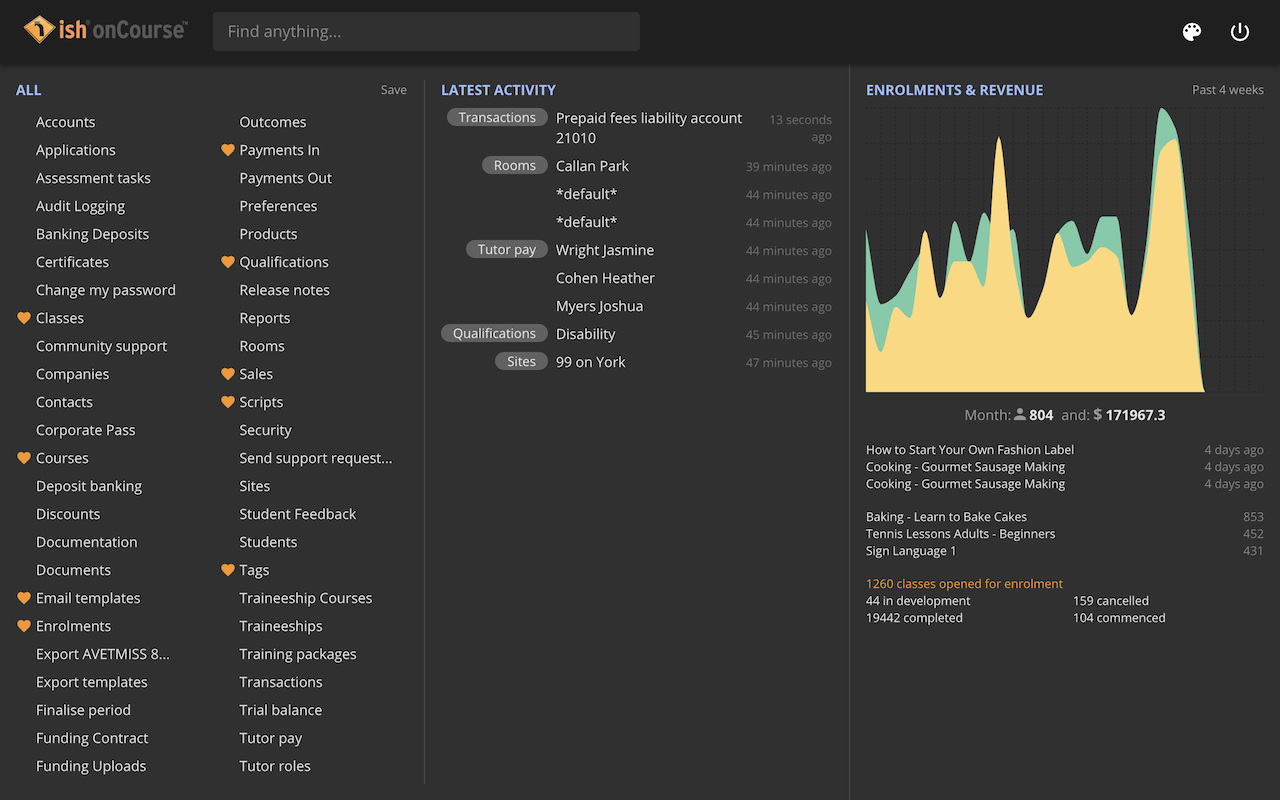 ish onCourse™
Find anything...
ALL
Save
Accounts
Applications
Assessment tasks
Audit Logging
Banking Deposits
Certificates
Change my password
Classes
Community support
Companies
Contacts
Corporate Pass
Courses
Deposit banking
Discounts
Documentation
Documents
Email templates
Enrolments
Export AVETMISS 8...
Export templates
Finalise period
Funding Contract
Funding Uploads
Outcomes
Payments In
Payments Out
Preferences
Products
Qualifications
Release notes
Reports
Rooms
Sales
Scripts
Security
Send support request...
Sites
Student Feedback
Students
Tags
Traineeship Courses
Traineeships
Training packages
Transactions
Trial balance
Tutor pay
Tutor roles
LATEST ACTIVITY
Transactions Prepaid fees liability account 13 seconds
21010 ago
Rooms Callan Park 39 minutes ago
*default* 44 minutes ago
*default* 44 minutes ago
Tutor pay Wright Jasmine 44 minutes ago
Cohen Heather 44 minutes ago
Myers Joshua 44 minutes ago
Qualifications Disability 45 minutes ago
Sites 99 on York 47 minutes ago
ENROLMENTS & REVENUE Past 4 weeks
Month: 804 and: $ 171967.3
How to Start Your Own Fashion Label 4 days ago
Cooking - Gourmet Sausage Making 4 days ago
Cooking - Gourmet Sausage Making 4 days ago
Baking - Learn to Bake Cakes 853
Tennis Lessons Adults - Beginners 452
Sign Language 1 431
1260 classes opened for enrolment
44 in development 159 cancelled
19442 completed 104 commenced